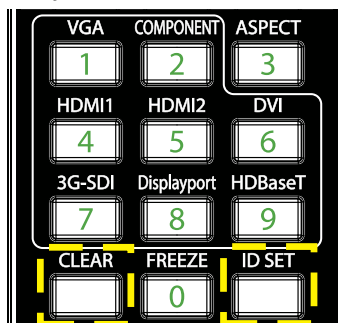 VGA COMPONENT ASPECT
1 2 3
HDMI1 HDMI2 DVI
4 5 6
3G-SDI Displayport HDBaseT
7 8 9
CLEAR FREEZE ID SET
0